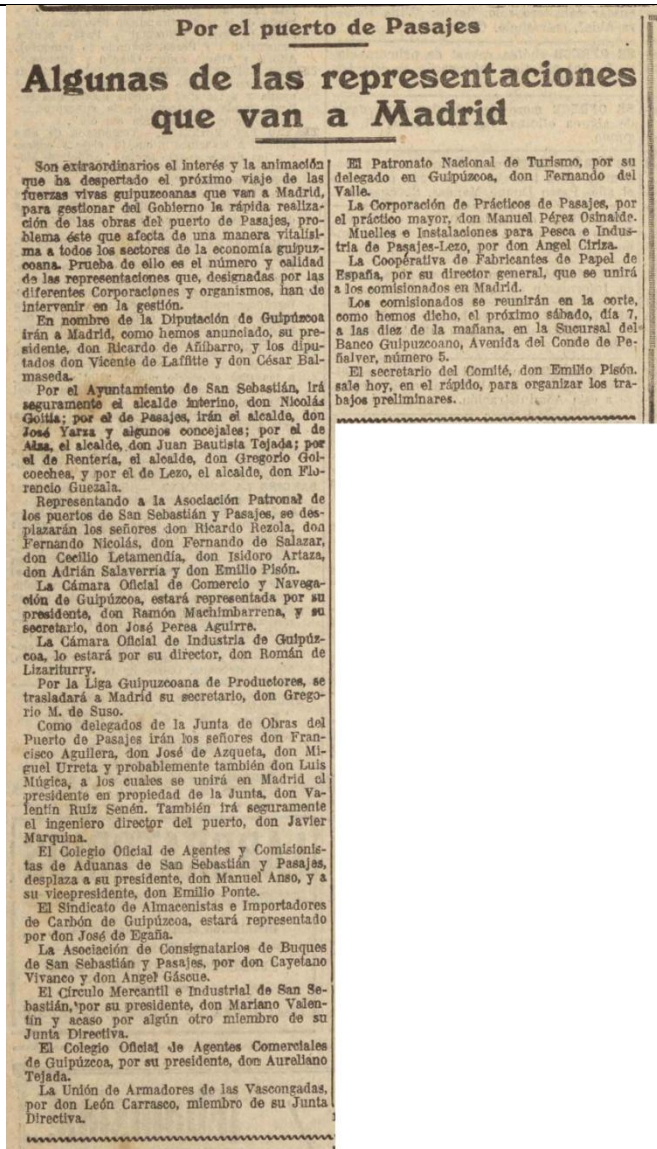 Por el puerto de Pasajes
Algunas de las representaciones
que van a Madrid
Son extraordinarios el interés y la animación
que ha despertado el próximo viaje de las
fuerzas vivas guipuzcoanas que van a Madrid,
para gestionar del Gobierno la rápida realiza-
ción de las obras del puerto de Pasajes, pro-
blema éste que afecta de una manera vitalísi-
ma a todos los sectores de la economía guipuz-
coana. Prueba de ello es el número y calidad
de las representaciones que, designadas por las
diferentes Corporaciones y organismos, han de
intervenir en la gestión.
En nombre de la Diputación de Guipúzcoa
irán a Madrid, como hemos anunciado, su pre-
sidente, don Ricardo de Añíbarro, y los dipu-
tados don Vicente de Laffitte y don César Bal-
maseda.
Por el Ayuntamiento de San Sebastián, irá
seguramente el alcalde interino, don Nicolás
Goitia; por el de Pasajes, irán el alcalde, don
José Yarza y algunos concejales; por el de
Alza, el alcalde, don Juan Bautista Tejada; por
el de Rentería, el alcalde, don Gregorio Goi-
coechea, y por el de Lezo, el alcalde, don Flo-
rencio Guezala.
Representando a la Asociación Patronal de
los puertos de San Sebastián y Pasajes, se des-
plazarán los señores don Ricardo Rezola, don
Fernando Nicolás, don Fernando de Salazar,
don Cecilio Letamendía, don Isidoro Artaza,
don Adrián Salaverría y don Emilio Pisón.
La Cámara Oficial de Comercio y Navega-
ción de Guipúzcoa, estará representada por su
presidente, don Ramón Machimbarrena, y su
secretario, don José Perea Aguirre.
La Cámara Oficial de Industria de Guipúz-
coa, lo estará por su director, don Román de
Lizariturry.
Por la Liga Guipuzcoana de Productores, se
trasladará a Madrid su secretario, don Grego-
rio M. de Suso.
Como delegados de la Junta de Obras del
Puerto de Pasajes irán los señores don Fran-
cisco Aguilera, don José de Azqueta, don Mi-
guel Urreta y probablemente también don Luis
Múgica, a los cuales se unirá en Madrid el
presidente en propiedad de la Junta, don Va-
lentín Ruiz Senén. También irá seguramente
el ingeniero director del puerto, don Javier
Marquina.
El Colegio Oficial de Agentes y Comisionis-
tas de Aduanas de San Sebastián y Pasajes,
desplaza a su presidente, don Manuel Anso, y a
su vicepresidente, don Emilio Ponte.
El Sindicato de Almacenistas e Importadores
de Carbón de Guipúzcoa, estará representado
por don José de Egaña.
La Asociación de Consignatarios de Buques
de San Sebastián y Pasajes, por don Cayetano
Vivanco y don Angel Gáscue.
El Círculo Mercantil e Industrial de San Se-
bastián, por su presidente, don Mariano Valen-
tín y acaso por algún otro miembro de su
Junta Directiva.
El Colegio Oficial de Agentes Comerciales
de Guipúzcoa, por su presidente, don Aureliano
Tejada.
La Unión de Armadores de las Vascongadas,
por don León Carrasco, miembro de su Junta
Directiva.
El Patronato Nacional de Turismo, por su
delegado en Guipúzcoa, don Fernando del
Valle.
La Corporación de Prácticos de Pasajes, por
el práctico mayor, don Manuel Pérez Osinalde.
Muelles e Instalaciones para Pesca e Indus-
tria de Pasajes-Lezo, por don Angel Ciriza.
La Coopérativa de Fabricantes de Papel de
España, por su director general, que se unirá
a los comisionados en Madrid.
Los comisionados se reunirán en la corte,
como hemos dicho, el próximo sábado, día 7,
a las diez de la mañana, en la Sucursal del
Banco Guipuzcoano, Avenida del Conde de Pe-
ñalver, número 5.
El secretario del Comité, don Emilio Pisón,
sale hoy, en el rápido, para organizar los tra-
bajos preliminares.